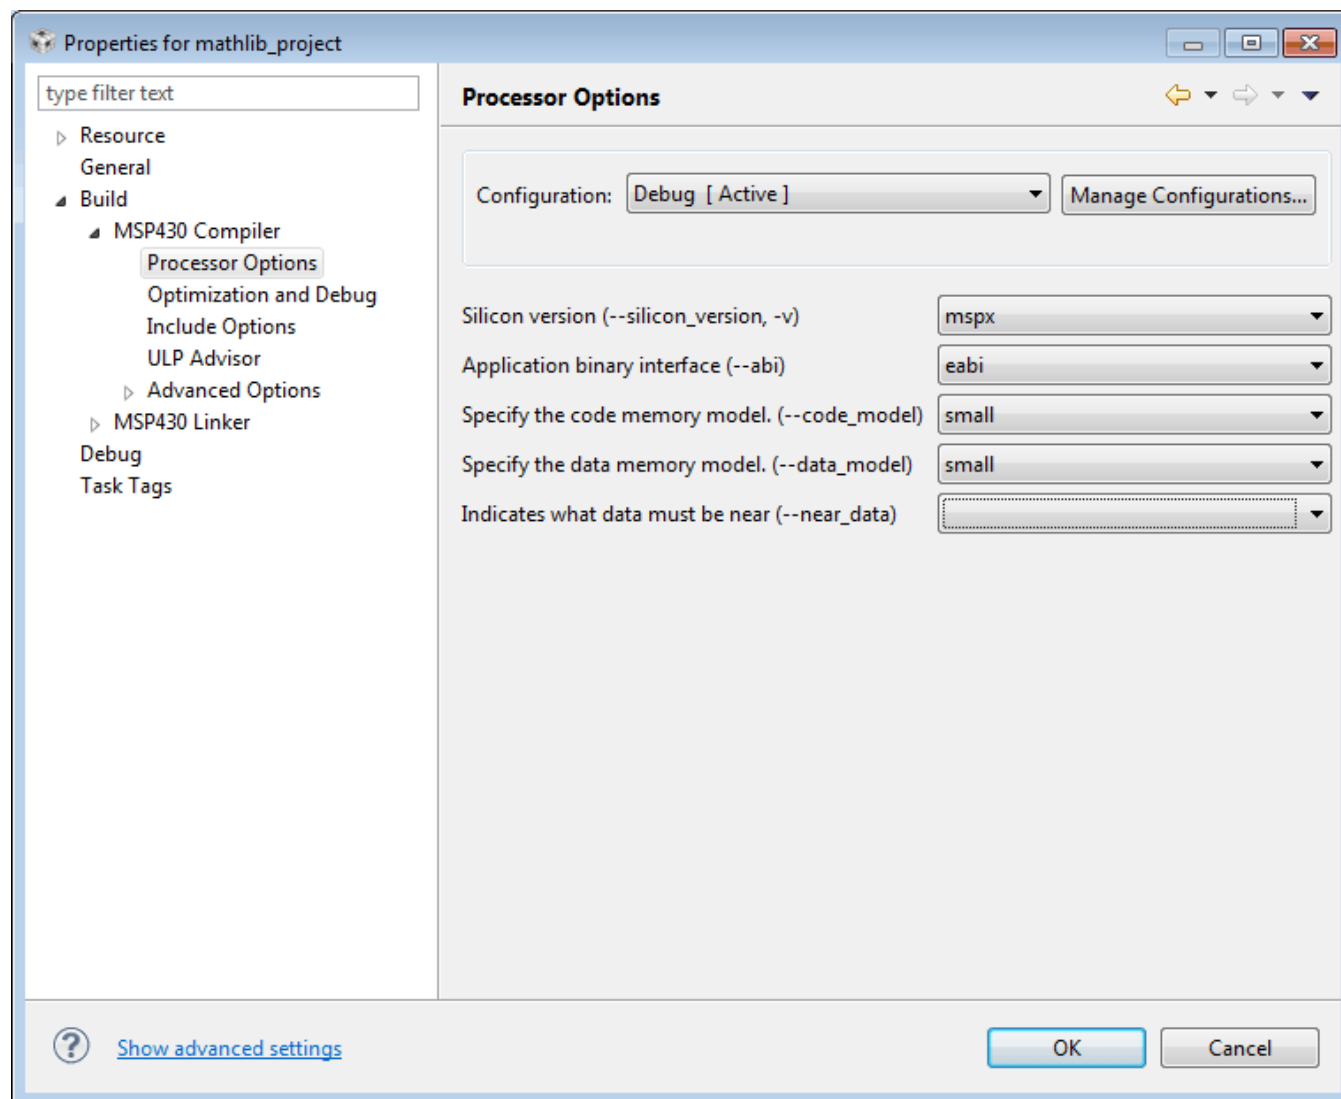 Properties for mathlib_project
type filter text
Resource
General
Build
MSP430 Compiler
Processor Options
Optimization and Debug
Include Options
ULP Advisor
Advanced Options
MSP430 Linker
Debug
Task Tags
Processor Options
Configuration: Debug [ Active ] Manage Configurations...
Silicon version (--silicon_version, -v) mspx
Application binary interface (--abi) eabi
Specify the code memory model. (--code_model) small
Specify the data memory model. (--data_model) small
Indicates what data must be near (--near_data)
? Show advanced settings
OK Cancel